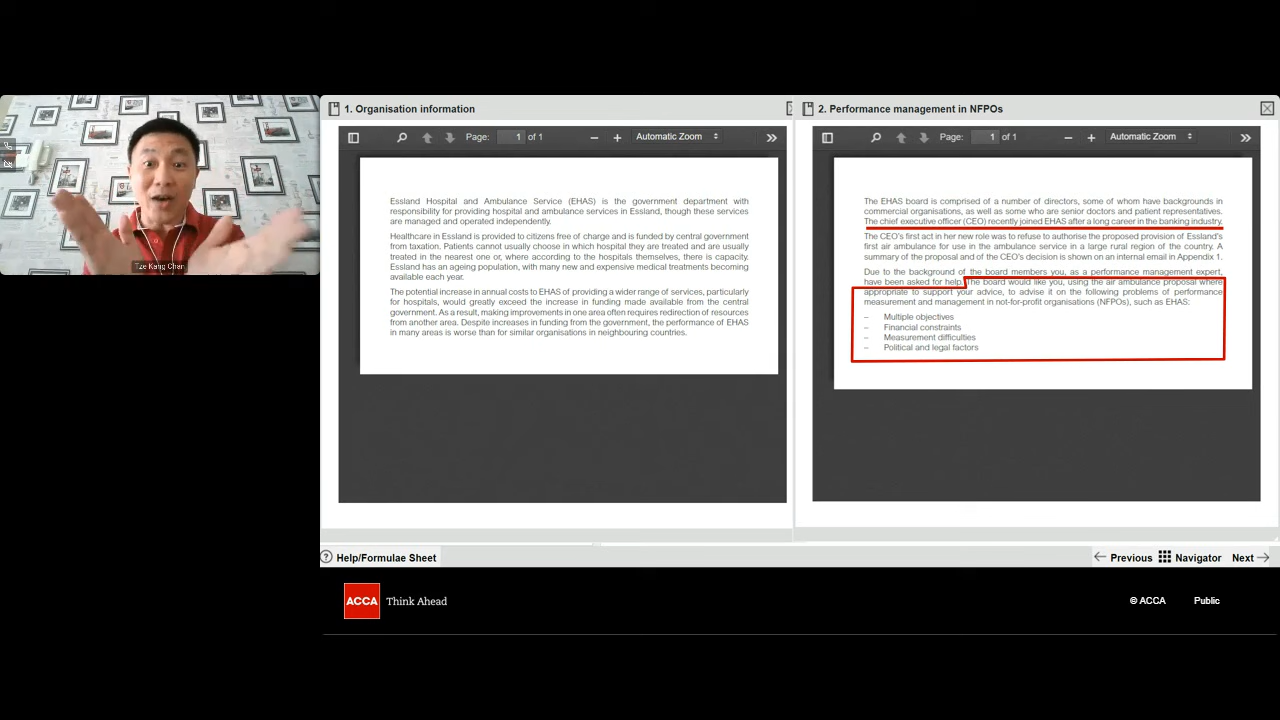 Tze Kang Chan
1. Organisation information
Page: 1 of 1
Automatic Zoom
Essland Hospital and Ambulance Service (EHAS) is the government department with
responsibility for providing hospital and ambulance services in Essland, though these services
are managed and operated independently.
Healthcare in Essland is provided to citizens free of charge and is funded by central government
from taxation. Patients cannot usually choose in which hospital they are treated and are usually
treated in the nearest one or, where according to the hospitals themselves, there is capacity.
Essland has an ageing population, with many new and expensive medical treatments becoming
available each year.
The potential increase in annual costs to EHAS of providing a wider range of services, particularly
for hospitals, would greatly exceed the increase in funding made available from the central
government. As a result, making improvements in one area often requires redirection of resources
from another area. Despite increases in funding from the government, the performance of EHAS
in many areas is worse than for similar organisations in neighbouring countries.
2. Performance management in NFPOs
Page: 1 of 1
Automatic Zoom
The EHAS board is comprised of a number of directors, some of whom have backgrounds in
commercial organisations, as well as some who are senior doctors and patient representatives.
The chief executive officer (CEO) recently joined EHAS after a long career in the banking industry.
The CEO's first act in her new role was to refuse to authorise the proposed provision of Essland's
first air ambulance for use in the ambulance service in a large rural region of the country. A
summary of the proposal and of the CEO's decision is shown on an internal email in Appendix 1.
Due to the background of the board members you, as a performance management expert,
have been asked for help. The board would like you, using the air ambulance proposal where
appropriate to support your advice, to advise it on the following problems of performance
measurement and management in not-for-profit organisations (NFPOs), such as EHAS:
– Multiple objectives
– Financial constraints
– Measurement difficulties
– Political and legal factors
Help/Formulae Sheet
Previous
Navigator
Next
ACCA
Think Ahead
© ACCA
Public